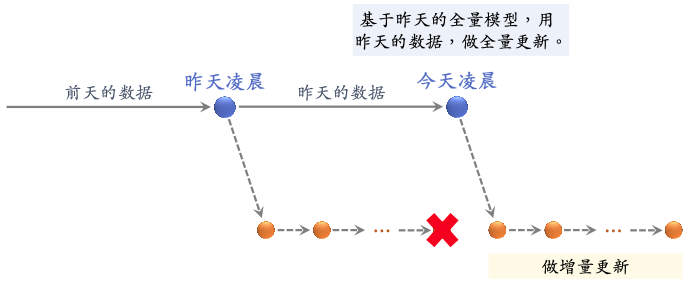 基于昨天的全量模型，用
昨天的数据，做全量更新。
前天的数据
昨天凌晨
昨天的数据
今天凌晨
...
...
做增量更新